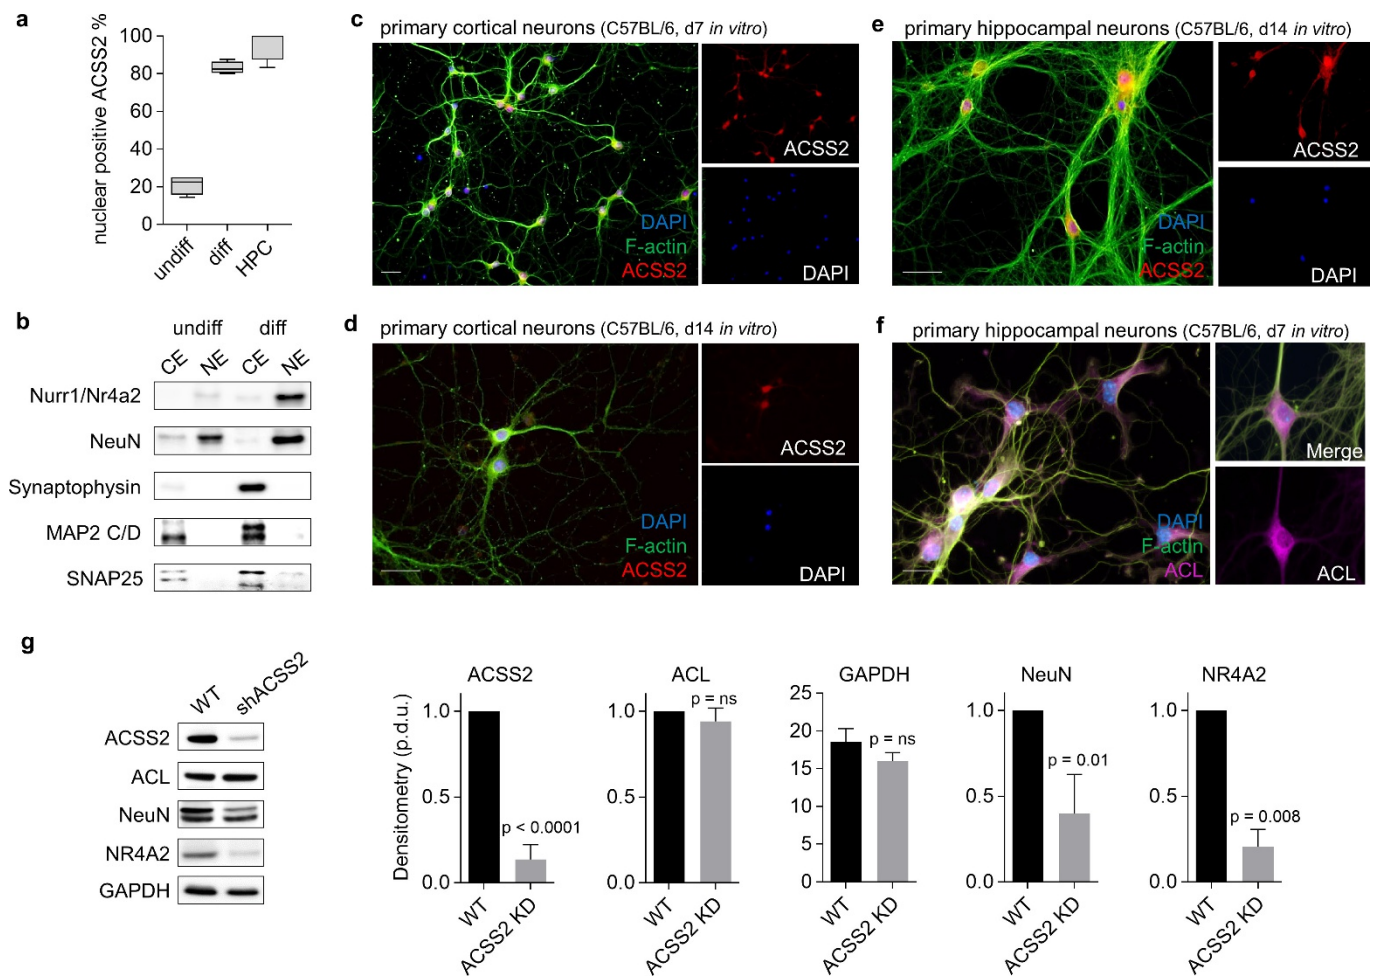 a
nuclear positive ACSS2 %
100
80
60
40
20
0
undiff
diff
HPC
b
undiff diff
CE NE CE NE
Nurr1/Nr4a2
NeuN
Synaptophysin
MAP2 C/D
SNAP25
c
primary cortical neurons (C57BL/6, d7 in vitro)
DAPI
F-actin
ACSS2
ACSS2
DAPI
d
primary cortical neurons (C57BL/6, d14 in vitro)
DAPI
F-actin
ACSS2
ACSS2
DAPI
e
primary hippocampal neurons (C57BL/6, d14 in vitro)
DAPI
F-actin
ACSS2
ACSS2
DAPI
f
primary hippocampal neurons (C57BL/6, d7 in vitro)
DAPI
F-actin
ACL
Merge
ACL
g
WT shACSS2
ACSS2
ACL
NeuN
NR4A2
GAPDH
Densitometry (p.d.u.)
ACSS2
1.0
0.5
0.0
p < 0.0001
WT
ACSS2 KD
ACL
1.0
0.5
0.0
p = ns
WT
ACSS2 KD
GAPDH
25
20
15
10
5
0
p = ns
WT
ACSS2 KD
NeuN
1.0
0.5
0.0
p = 0.01
WT
ACSS2 KD
NR4A2
1.0
0.5
0.0
p = 0.008
WT
ACSS2 KD